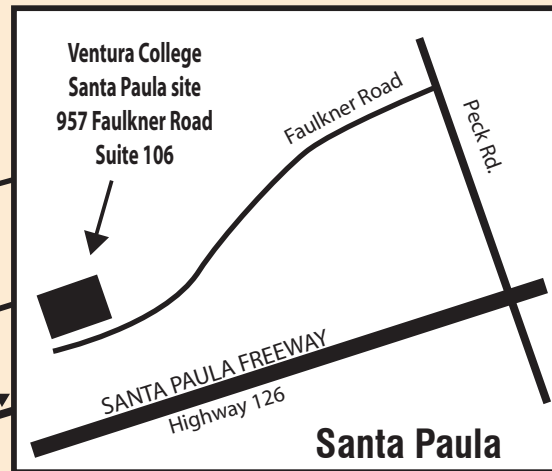 Ventura College
Santa Paula site
957 Faulkner Road
Suite 106
Faulkner Road
Peck Rd.
SANTA PAULA FREEWAY
Highway 126
Santa Paula